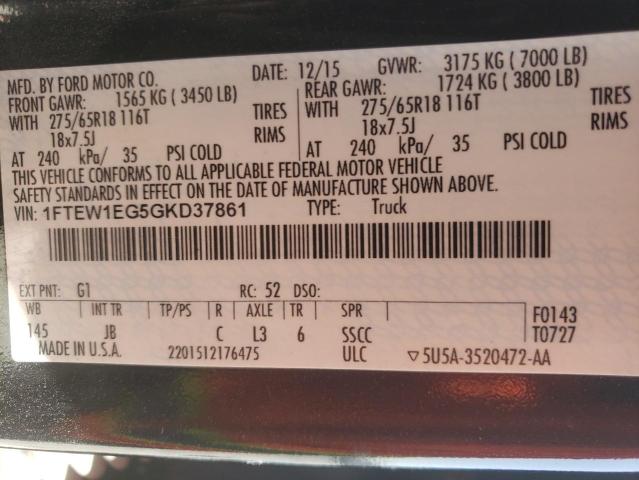 MFD. BY FORD MOTOR CO. DATE: 12/15 GVWR: 3175 KG ( 7000 LB)
FRONT GAWR: 1565 KG ( 3450 LB) REAR GAWR: 1724 KG ( 3800 LB)
WITH 275/65R18 116T TIRES WITH 275/65R18 116T TIRES
18x7.5J RIMS 18x7.5J RIMS
AT 240 kPa/ 35 PSI COLD AT 240 kPa/ 35 PSI COLD
THIS VEHICLE CONFORMS TO ALL APPLICABLE FEDERAL MOTOR VEHICLE
SAFETY STANDARDS IN EFFECT ON THE DATE OF MANUFACTURE SHOWN ABOVE.
VIN: 1FTEW1EG5GKD37861 TYPE: Truck
EXT PNT: G1 RC: 52 DSO:
WB INT TR TP/PS R AXLE TR SPR F0143
145 JB C L3 6 SSCC T0727
MADE IN U.S.A. 2201512176475 ULC ▽5U5A-3520472-AA